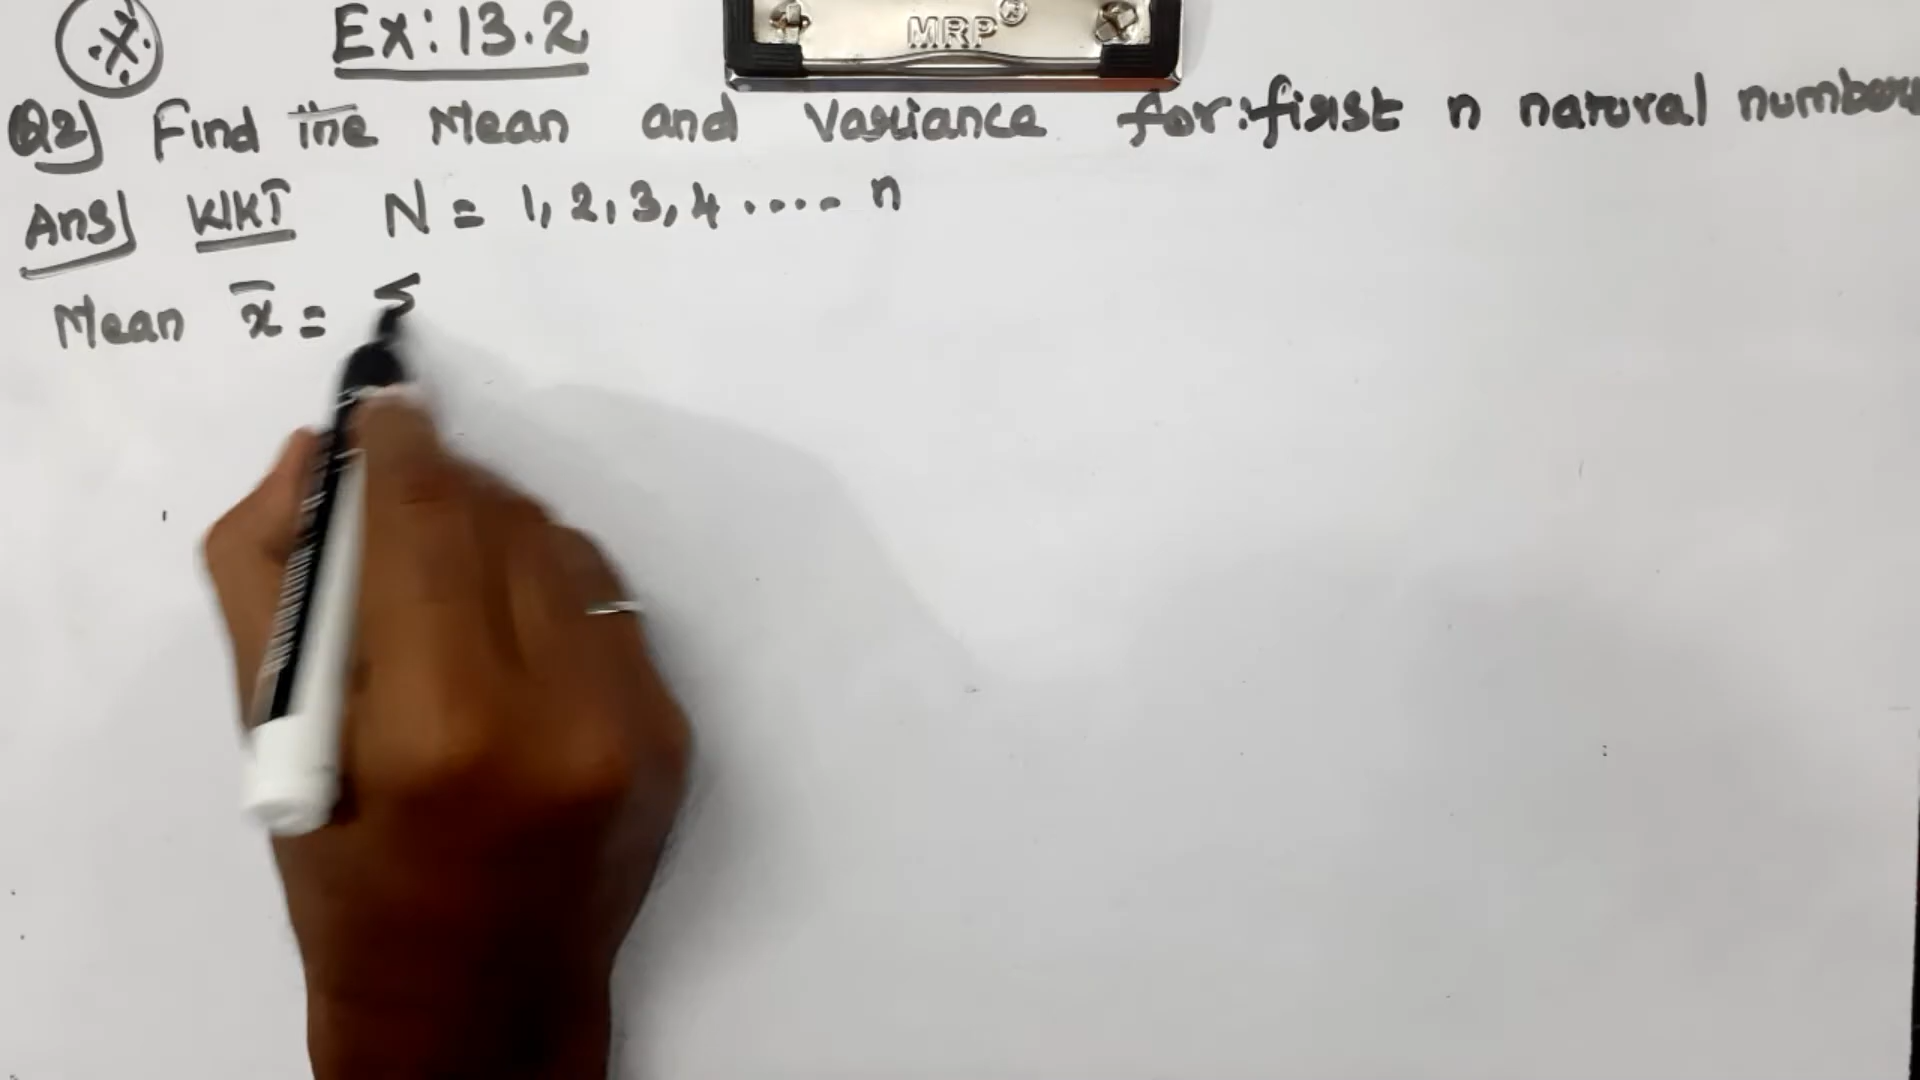 Ex: 13.2
MRP®
Q2) Find the Mean and Variance for: first n natural numbers
Ans) WKT N = 1, 2, 3, 4 .... n
Mean x̄ = Σ